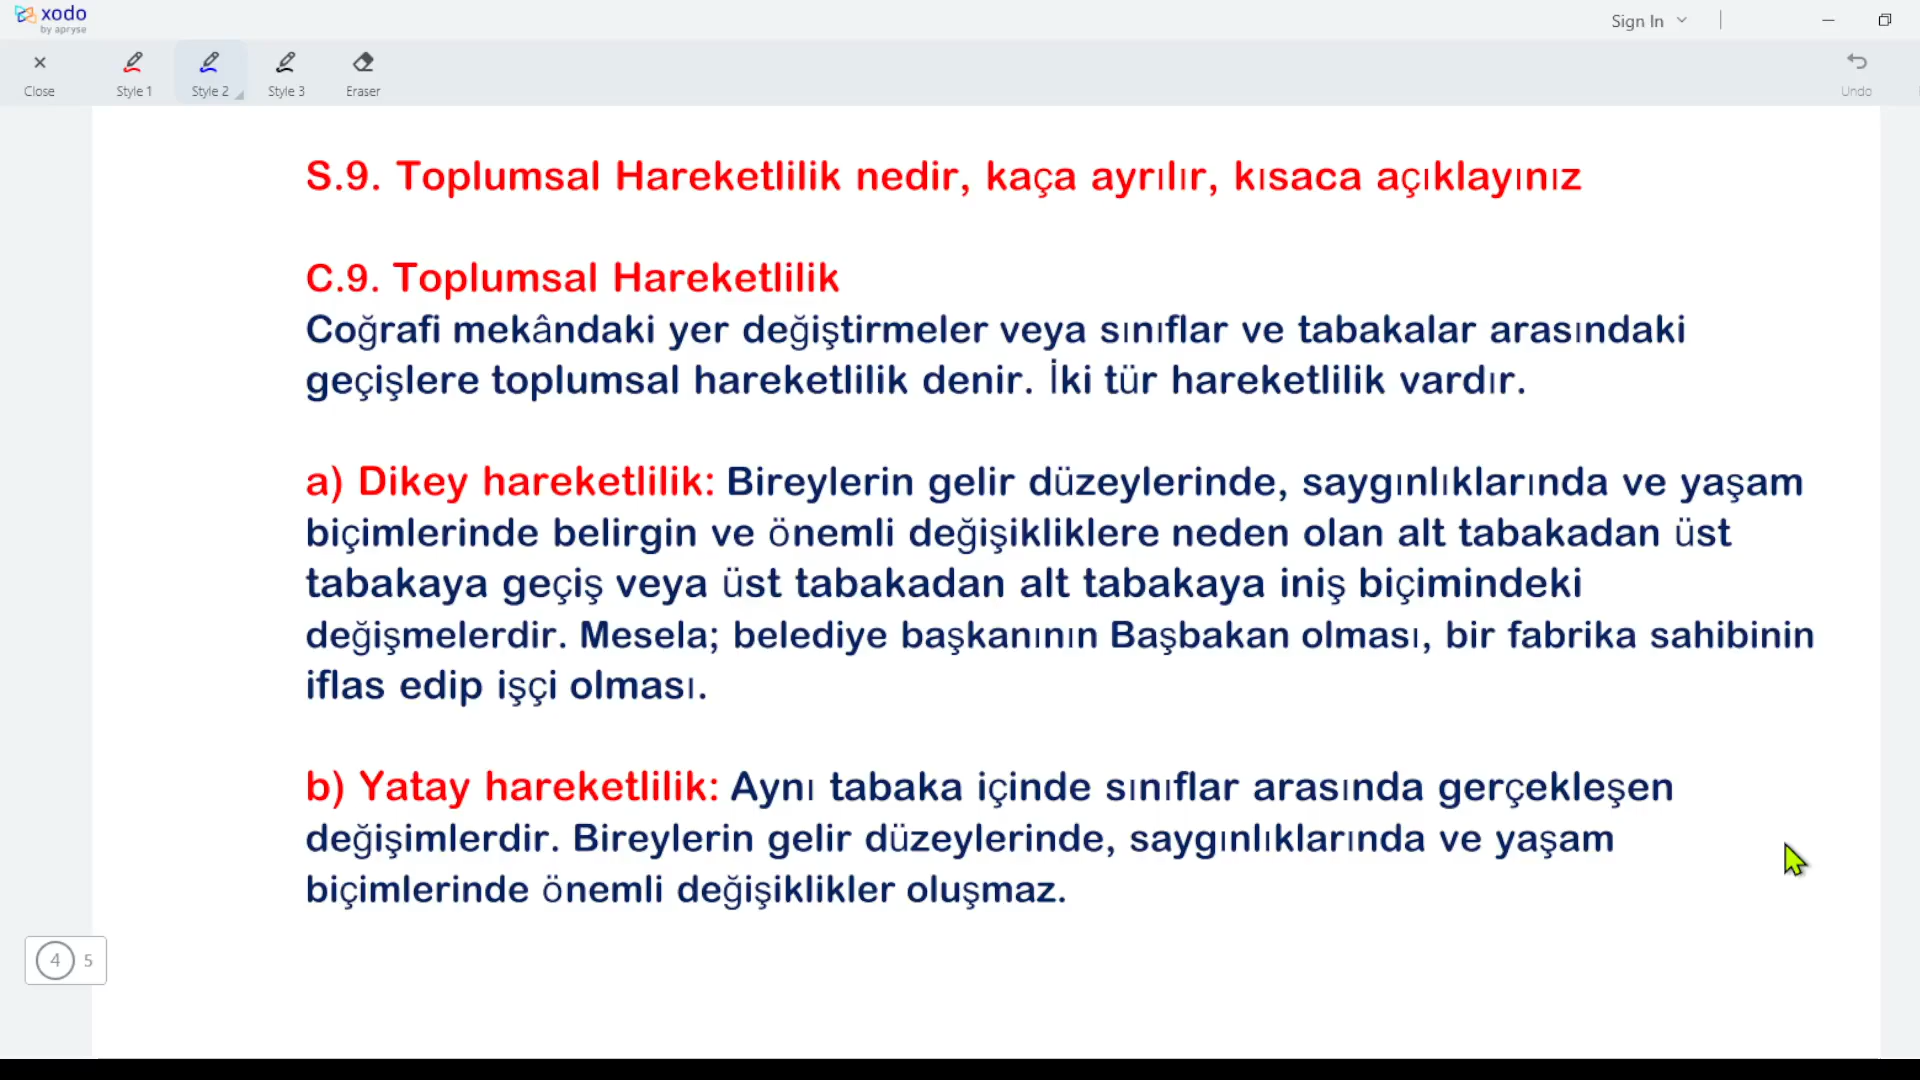 xodo
by apryse
Sign In
Close
Style 1
Style 2
Style 3
Eraser
Undo
S.9. Toplumsal Hareketlilik nedir, kaça ayrılır, kısaca açıklayınız
C.9. Toplumsal Hareketlilik
Coğrafi mekândaki yer değiştirmeler veya sınıflar ve tabakalar arasındaki
geçişlere toplumsal hareketlilik denir. İki tür hareketlilik vardır.
a) Dikey hareketlilik: Bireylerin gelir düzeylerinde, saygınlıklarında ve yaşam
biçimlerinde belirgin ve önemli değişikliklere neden olan alt tabakadan üst
tabakaya geçiş veya üst tabakadan alt tabakaya iniş biçimindeki
değişmelerdir. Mesela; belediye başkanının Başbakan olması, bir fabrika sahibinin
iflas edip işçi olması.
b) Yatay hareketlilik: Aynı tabaka içinde sınıflar arasında gerçekleşen
değişimlerdir. Bireylerin gelir düzeylerinde, saygınlıklarında ve yaşam
biçimlerinde önemli değişiklikler oluşmaz.
4 5